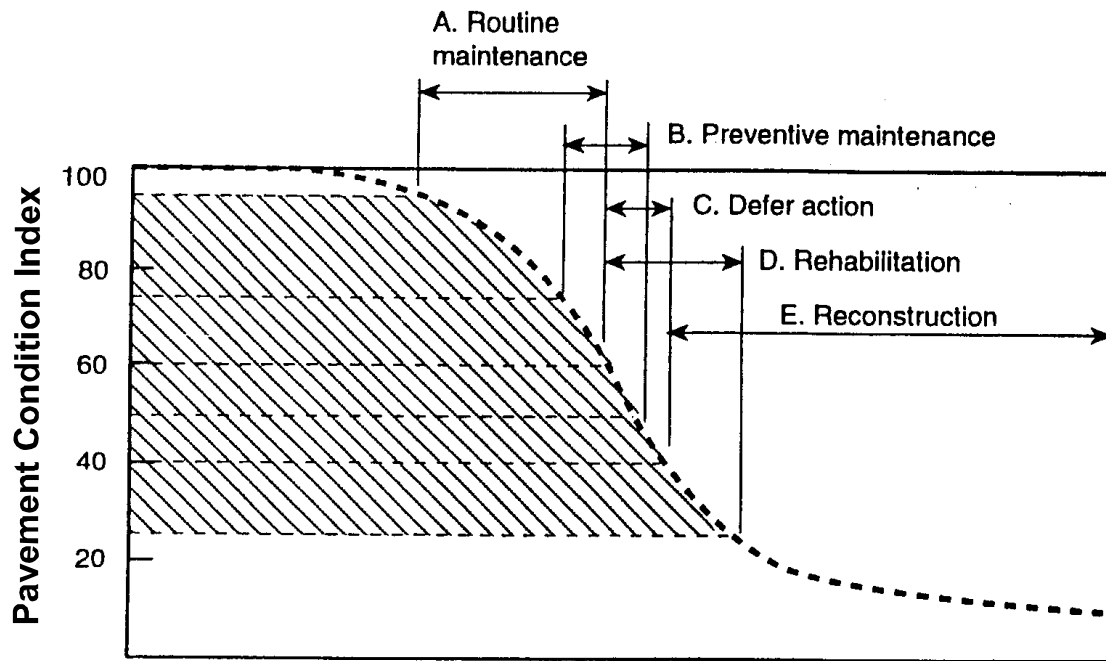 A. Routine
maintenance
B. Preventive maintenance
C. Defer action
D. Rehabilitation
E. Reconstruction
Pavement Condition Index
100
80
60
40
20